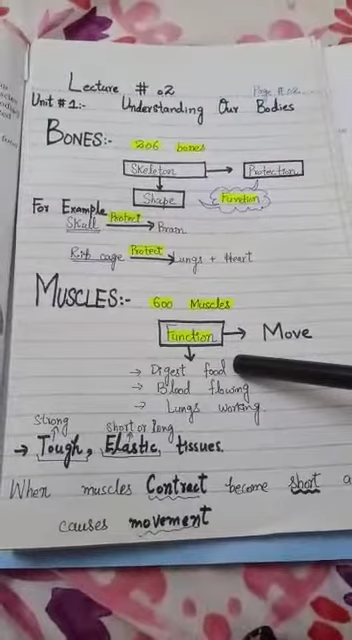 Lecture # 02
Unit # 1:- Understanding Our Bodies
BONES:- 206 bones
Skeleton → Protection
Shape Function
For Example
Skull Protect → Brain
Rib cage Protect → Lungs + Heart
MUSCLES:- 600 Muscles
Function → Move
→ Digest food
→ Blood flowing
→ Lungs working
Strong short or long
→ Tough, Elastic tissues.
When muscles Contract become short a
causes movement